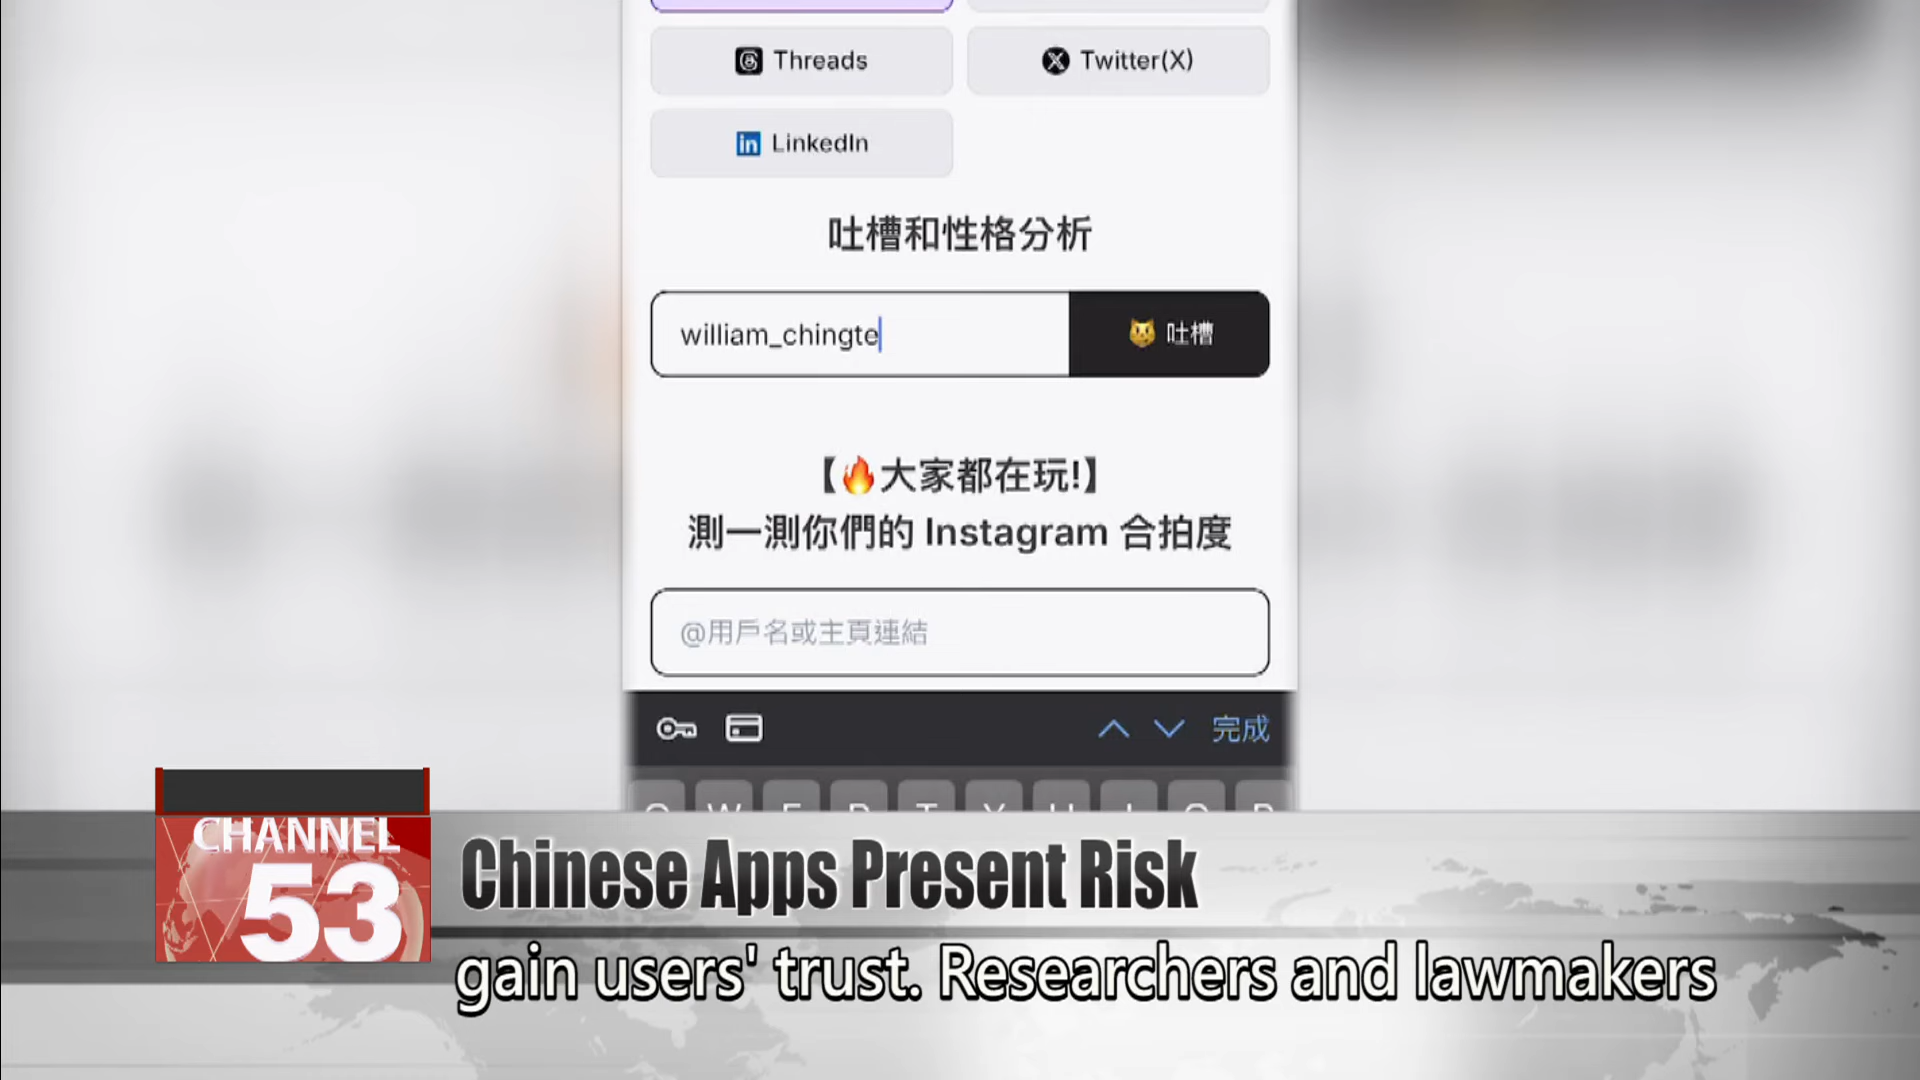 Threads
Twitter(X)
LinkedIn
吐槽和性格分析
william_chingte
吐槽
【🔥大家都在玩!】
測一測你們的 Instagram 合拍度
@用戶名或主頁連結
完成
CHANNEL
53
Chinese Apps Present Risk
gain users' trust. Researchers and lawmakers